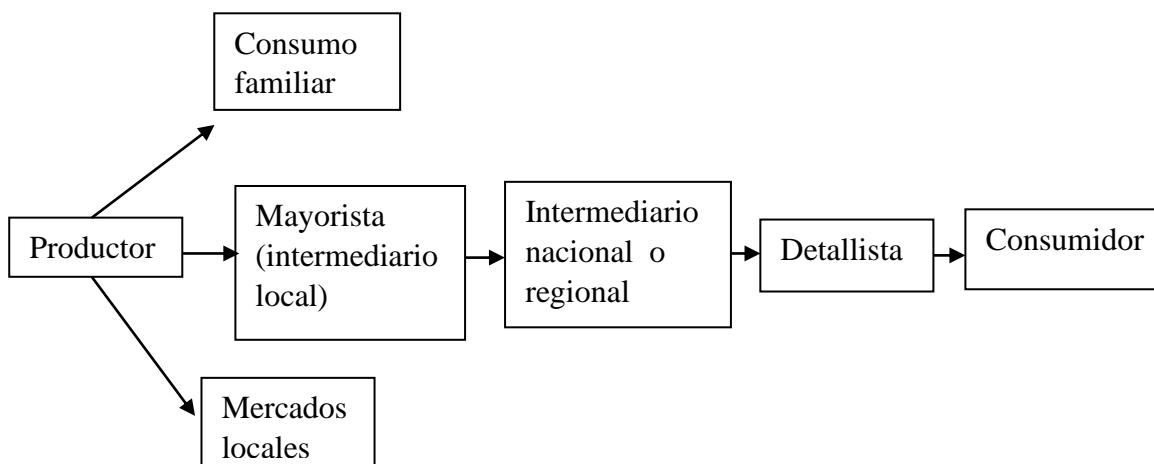 Consumo
familiar
Productor
Mayorista
(intermediario
local)
Intermediario
nacional o
regional
Detallista
Consumidor
Mercados
locales